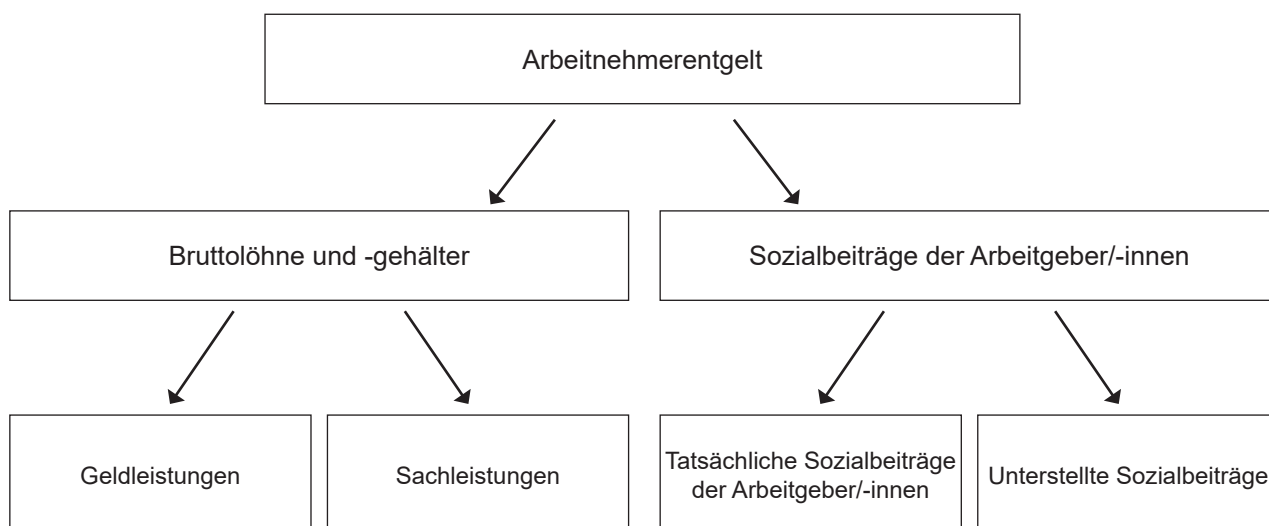 Arbeitnehmerentgelt
Bruttolöhne und -gehälter
Sozialbeiträge der Arbeitgeber/-innen
Geldleistungen
Sachleistungen
Tatsächliche Sozialbeiträge
der Arbeitgeber/-innen
Unterstellte Sozialbeiträge